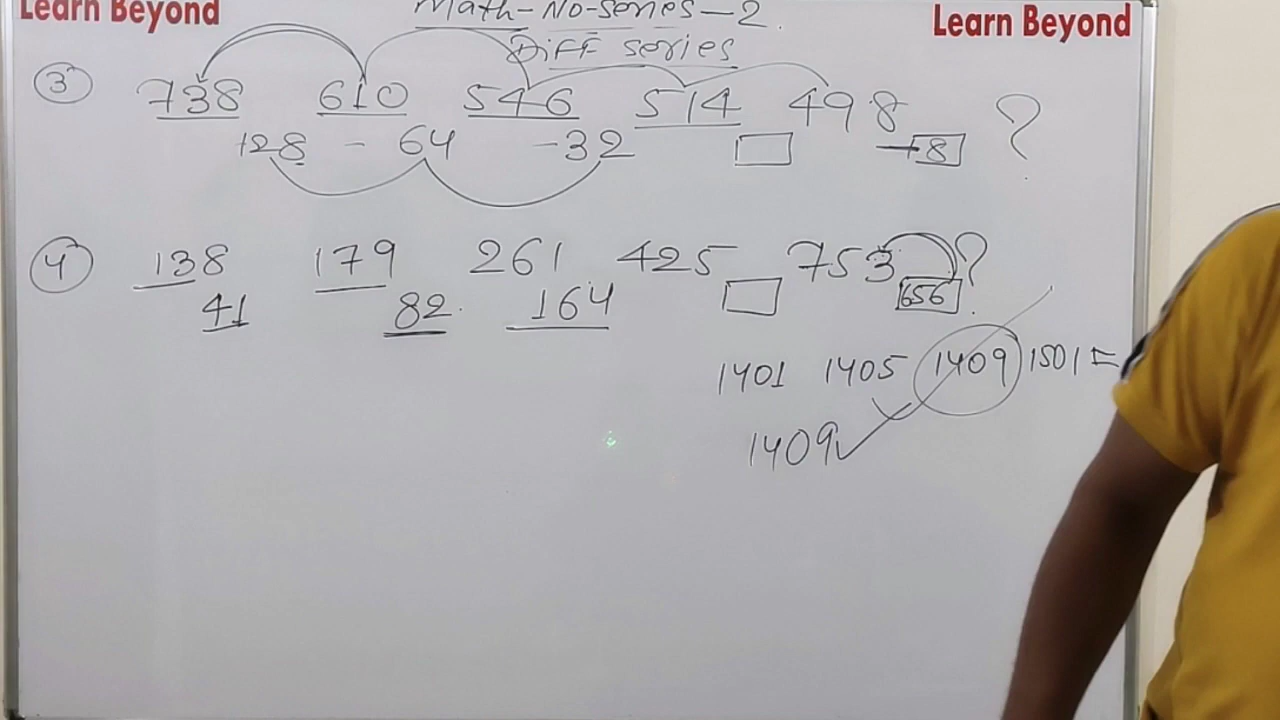 Learn Beyond
Math-No-series-2.
Learn Beyond
Diff series
3 738 610 546 514 498 ?
128 - 64 -32 -8
4 138 179 261 425 753 ?
41 82 164 656
1401 1405 1409 1501 =
1409